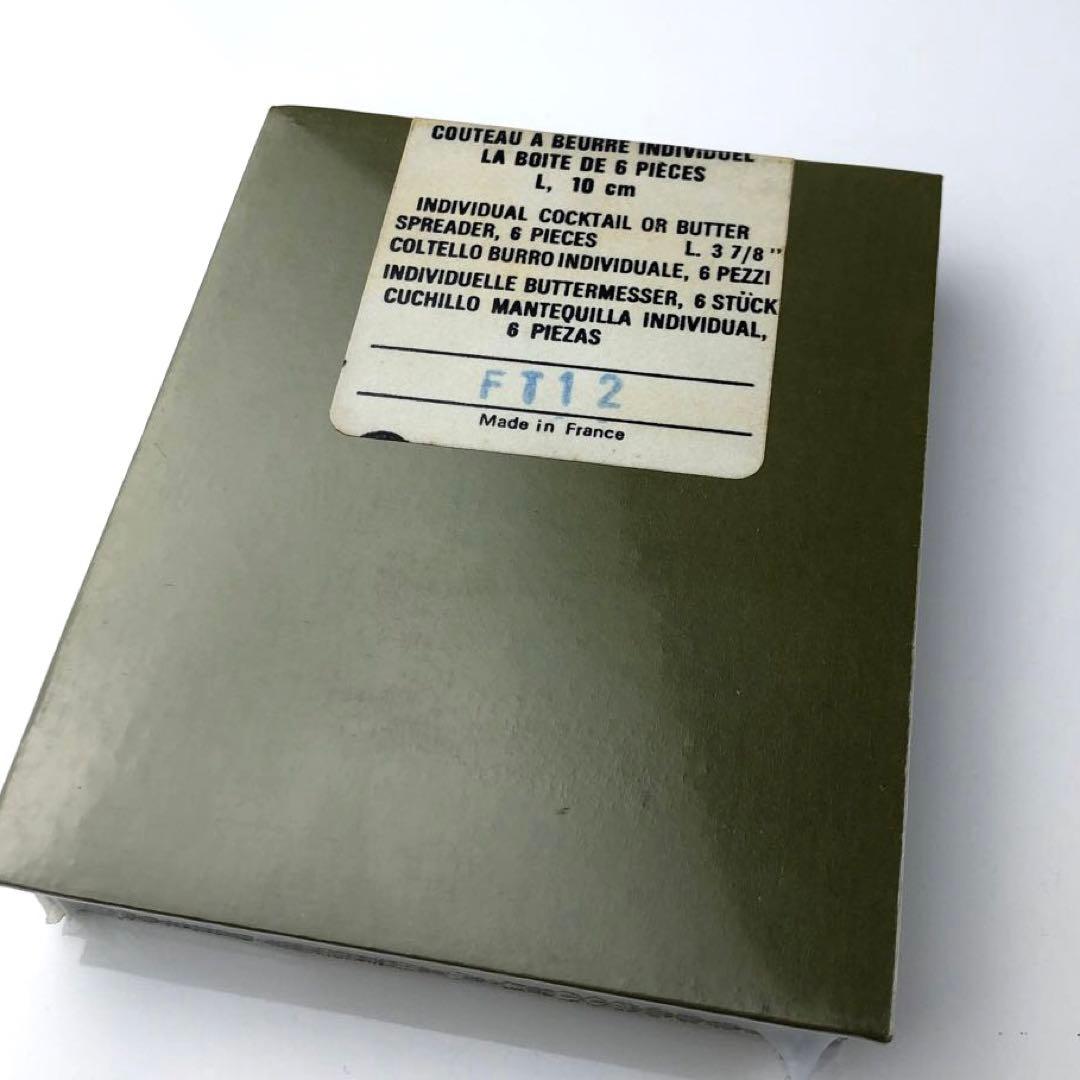 COUTEAU A BEURRE INDIVIDUEL
LA BOITE DE 6 PIÈCES
L, 10 cm
INDIVIDUAL COCKTAIL OR BUTTER
SPREADER, 6 PIECES L. 3 7/8 "
COLTELLO BURRO INDIVIDUALE, 6 PEZZI
INDIVIDUELLE BUTTERMESSER, 6 STÜCK
CUCHILLO MANTEQUILLA INDIVIDUAL,
6 PIEZAS
FT12
Made in France